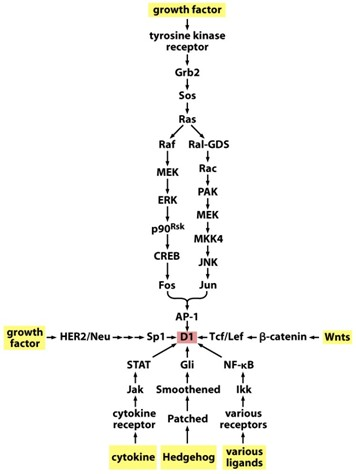 growth factor
tyrosine kinase
receptor
Grb2
Sos
Ras
Raf Ral-GDS
MEK Rac
ERK PAK
p90Rsk MEK
CREB MKK4
Fos JNK
Jun
AP-1
growth
factor
HER2/Neu Sp1 D1 Tcf/Lef β-catenin Wnts
STAT Gli NF-κB
Jak Smoothened Ikk
cytokine
receptor
Patched
various
receptors
cytokine Hedgehog
various
ligands